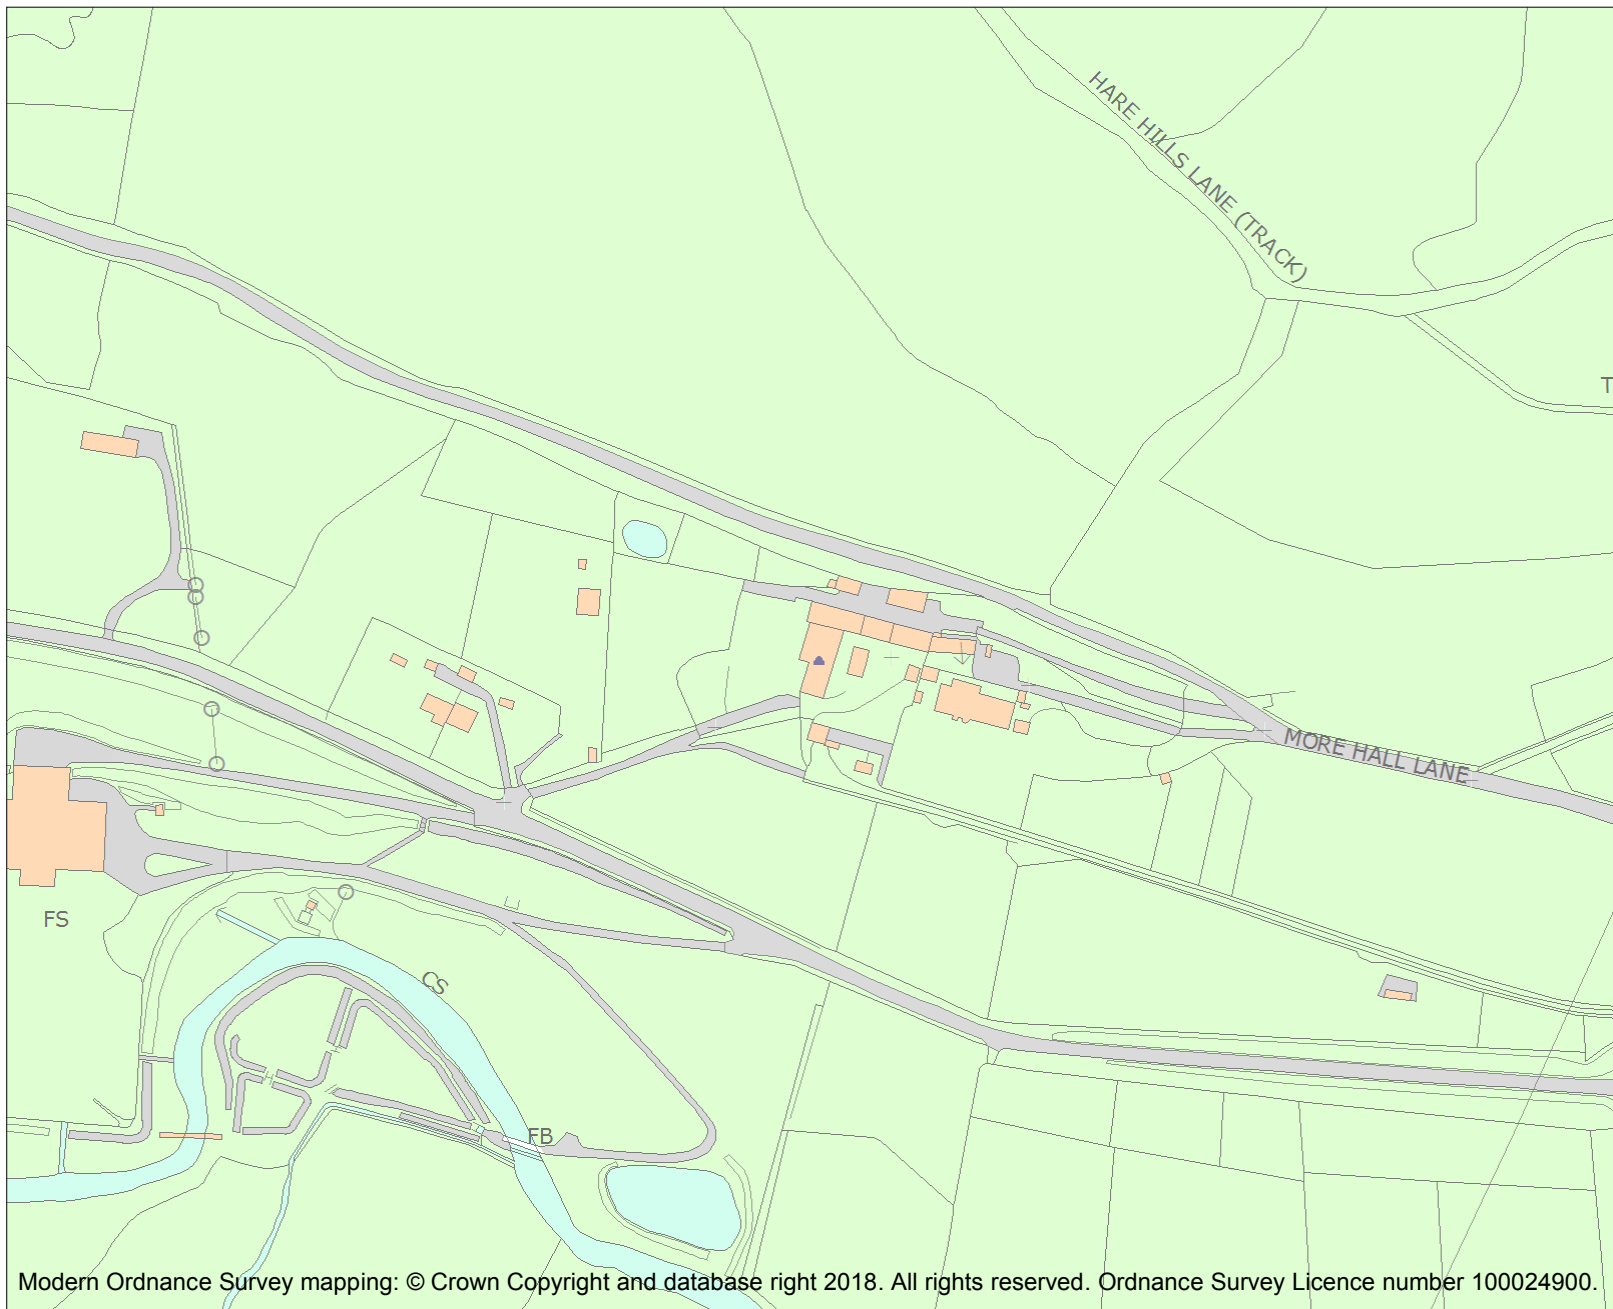 HARE HILLS LANE (TRACK)
T
MORE HALL LANE
FS
CS
FB
Modern Ordnance Survey mapping: © Crown Copyright and database right 2018. All rights reserved. Ordnance Survey Licence number 100024900.